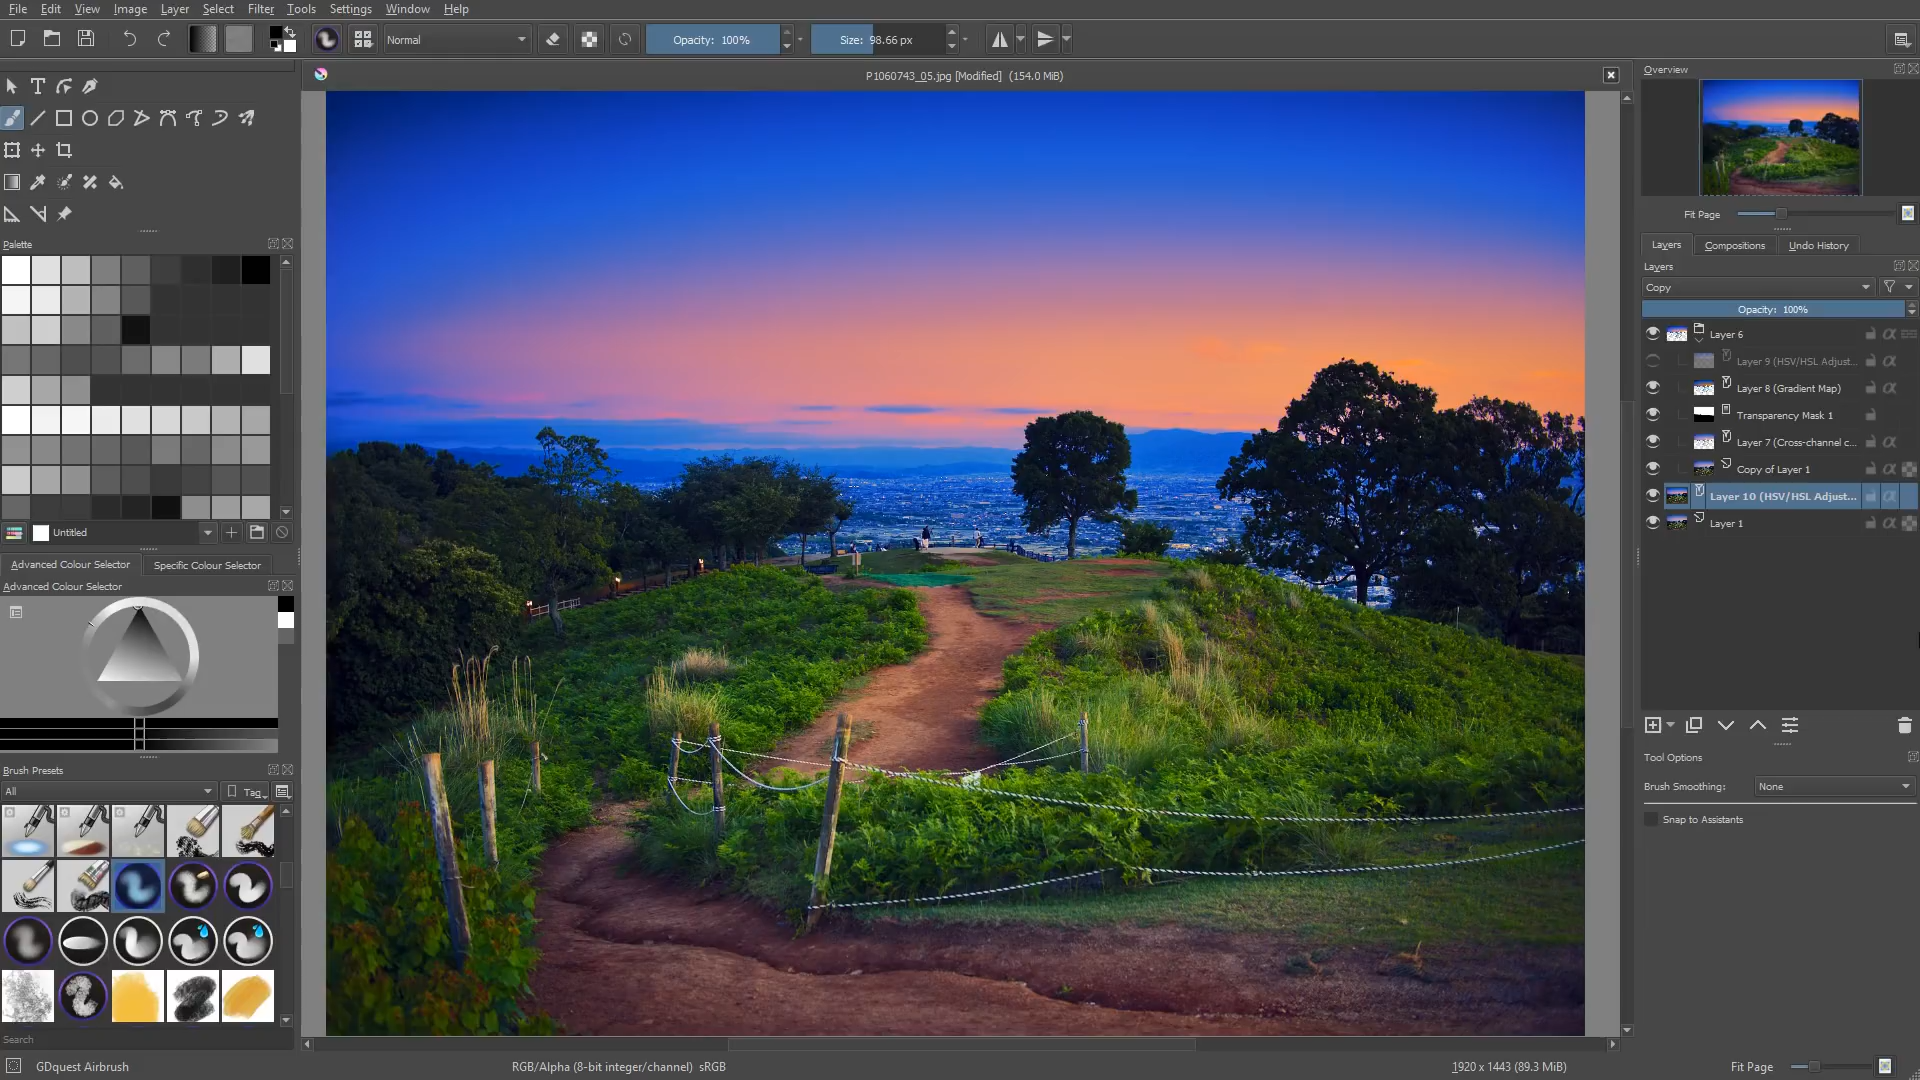 File Edit View Image Layer Select Filter Tools Settings Window Help
Normal Opacity: 100% Size: 98.66 px
P1060743_05.jpg [Modified] (154.0 MiB)
Overview
Fit Page
Palette
Untitled
Advanced Colour Selector Specific Colour Selector
Advanced Colour Selector
Brush Presets
All Tag
Search
GDquest Airbrush
RGB/Alpha (8-bit integer/channel) sRGB
1920 x 1443 (89.3 MiB)
Fit Page
Layers Compositions Undo History
Layers
Copy
Opacity: 100%
Layer 6
Layer 9 (HSV/HSL Adjust...
Layer 8 (Gradient Map)
Transparency Mask 1
Layer 7 (Cross-channel c...
Copy of Layer 1
Layer 10 (HSV/HSL Adjust...
Layer 1
Tool Options
Brush Smoothing: None
Snap to Assistants